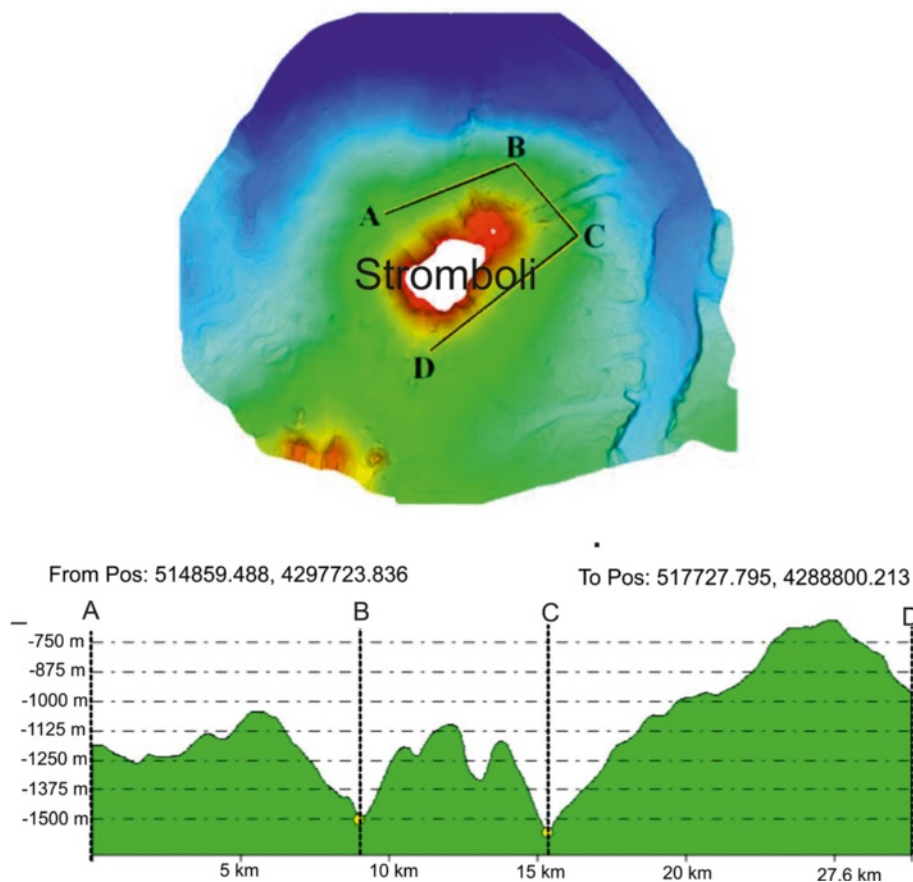 B
A
C
Stromboli
D
From Pos: 514859.488, 4297723.836 To Pos: 517727.795, 4288800.213
A B C D
-750 m
-875 m
-1000 m
-1125 m
-1250 m
-1375 m
-1500 m
5 km 10 km 15 km 20 km 27.6 km